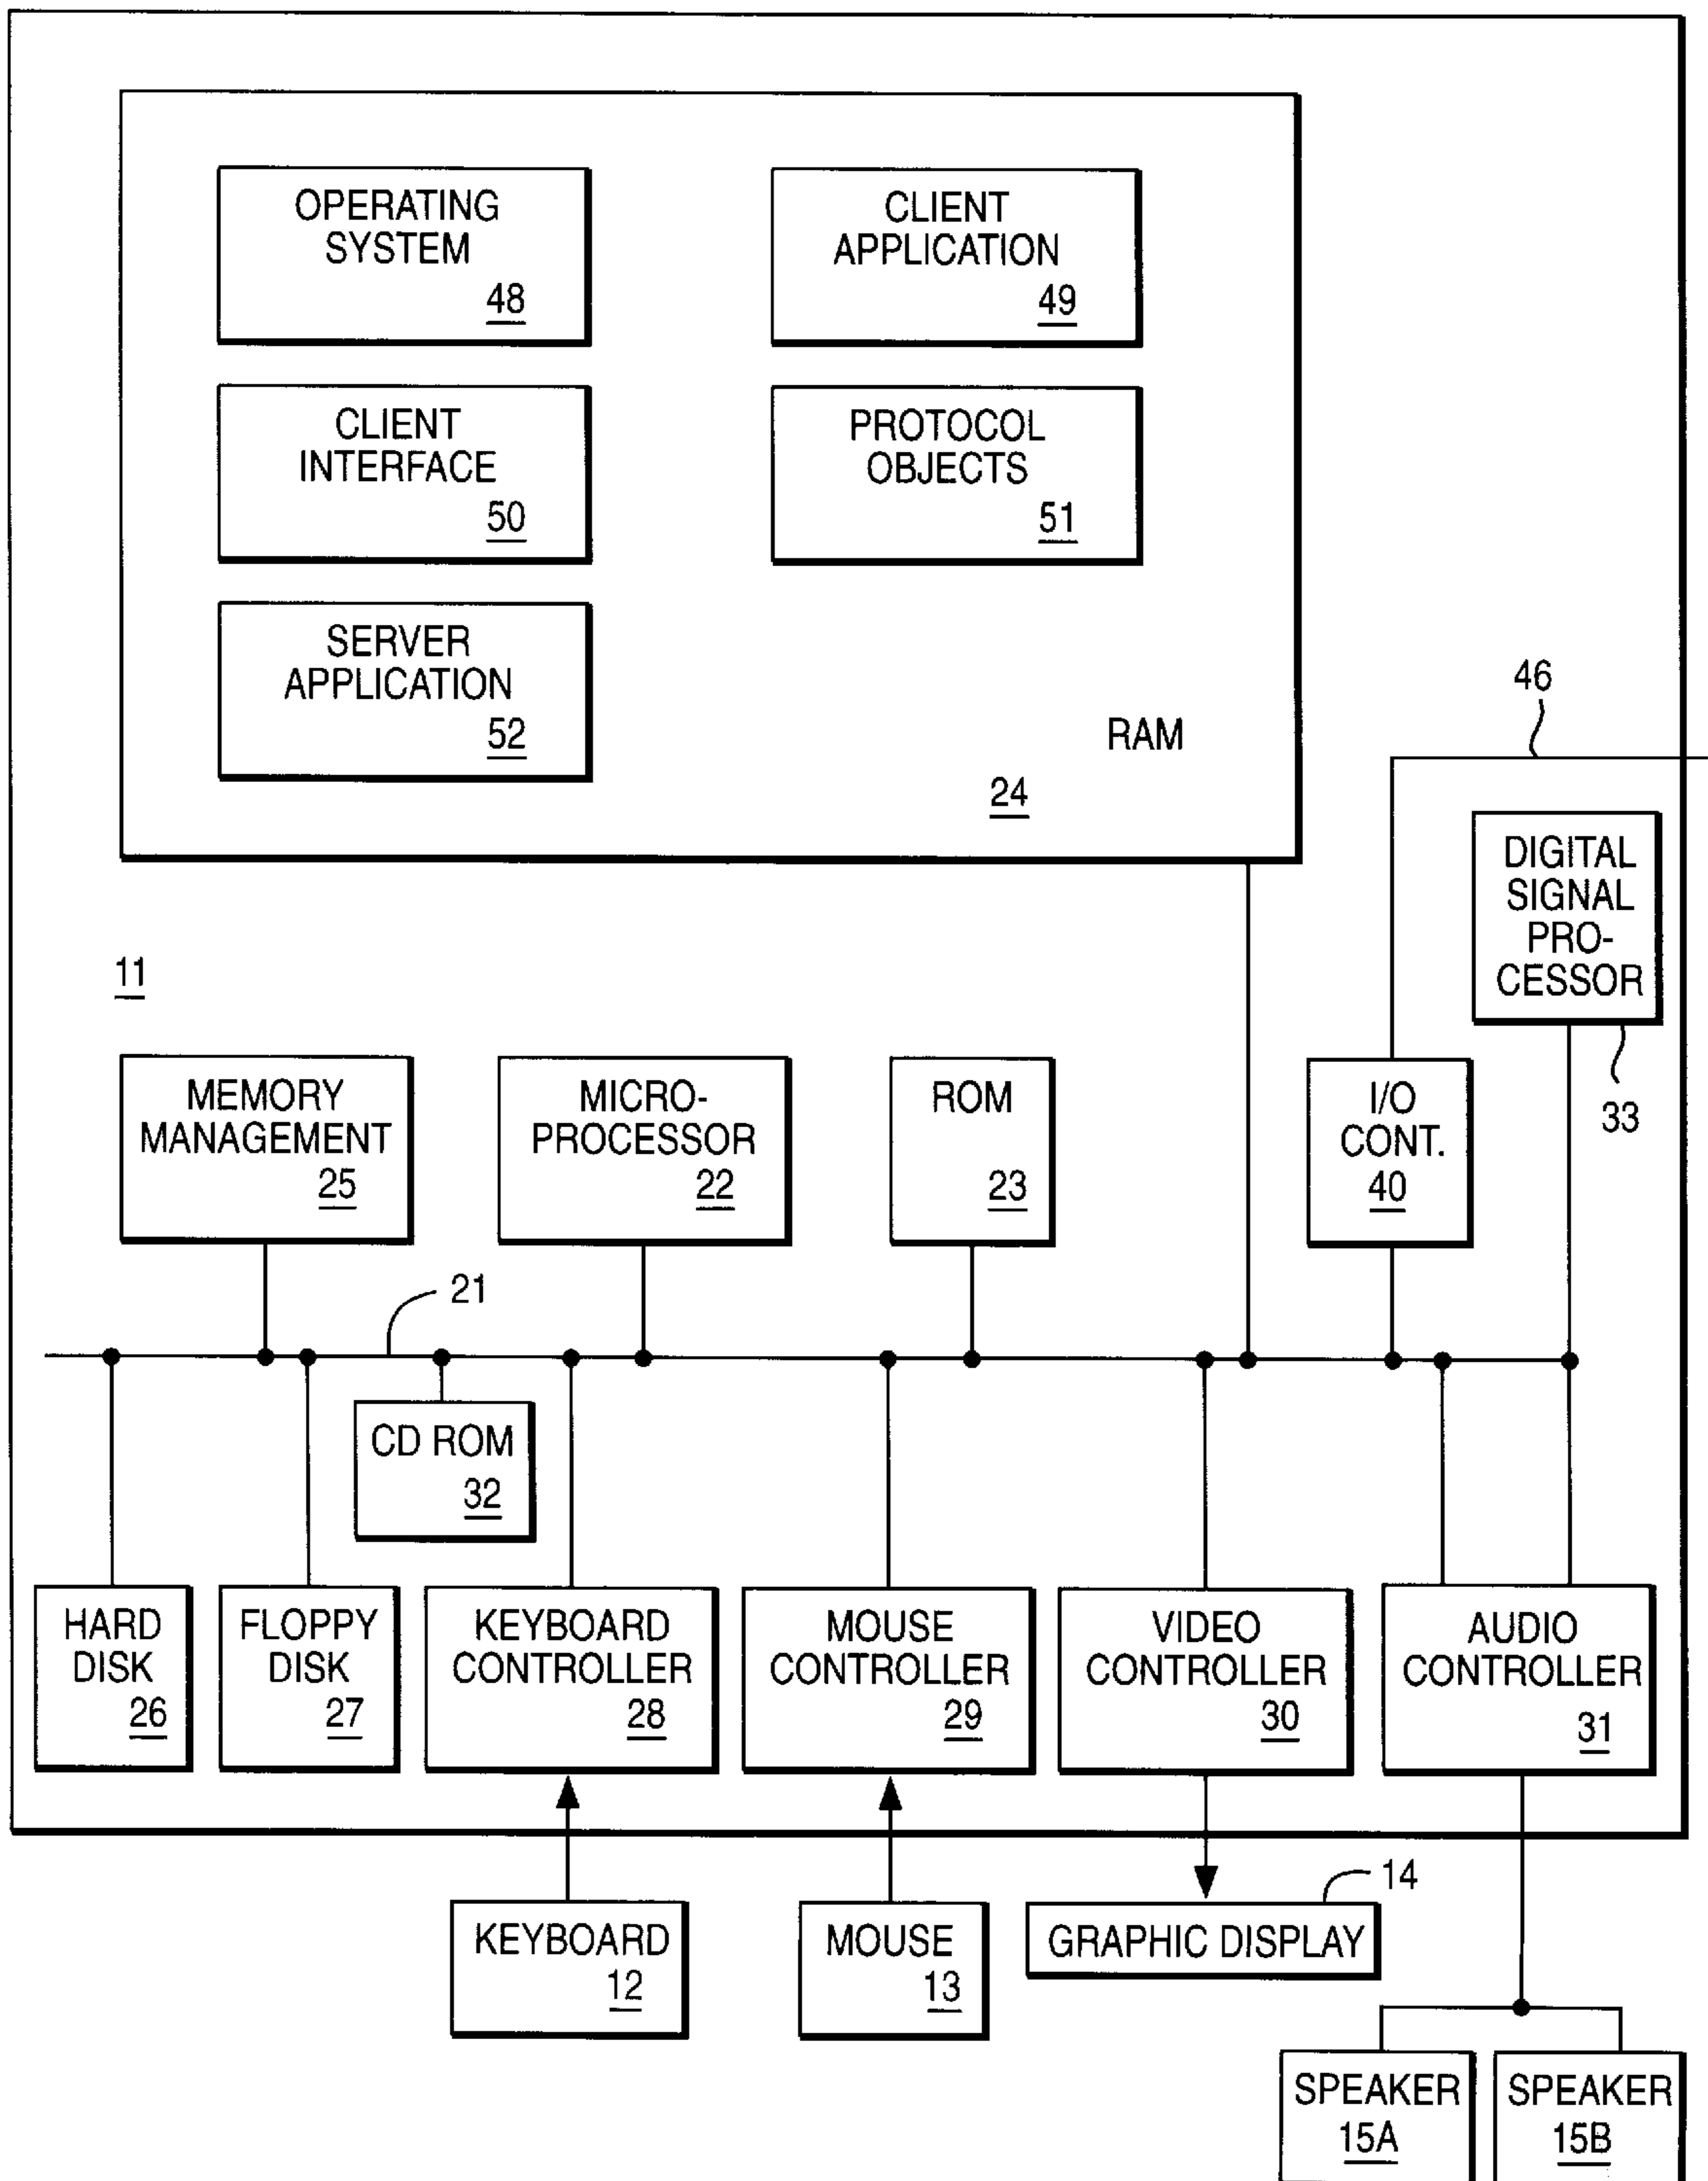 OPERATING
SYSTEM
48
CLIENT
APPLICATION
49
CLIENT
INTERFACE
50
PROTOCOL
OBJECTS
51
SERVER
APPLICATION
52
RAM
24
46
DIGITAL
SIGNAL
PRO-
CESSOR
33
11
MEMORY
MANAGEMENT
25
MICRO-
PROCESSOR
22
ROM
23
I/O
CONT.
40
21
CD ROM
32
HARD
DISK
26
FLOPPY
DISK
27
KEYBOARD
CONTROLLER
28
MOUSE
CONTROLLER
29
VIDEO
CONTROLLER
30
AUDIO
CONTROLLER
31
KEYBOARD
12
MOUSE
13
14
GRAPHIC DISPLAY
SPEAKER
15A
SPEAKER
15B